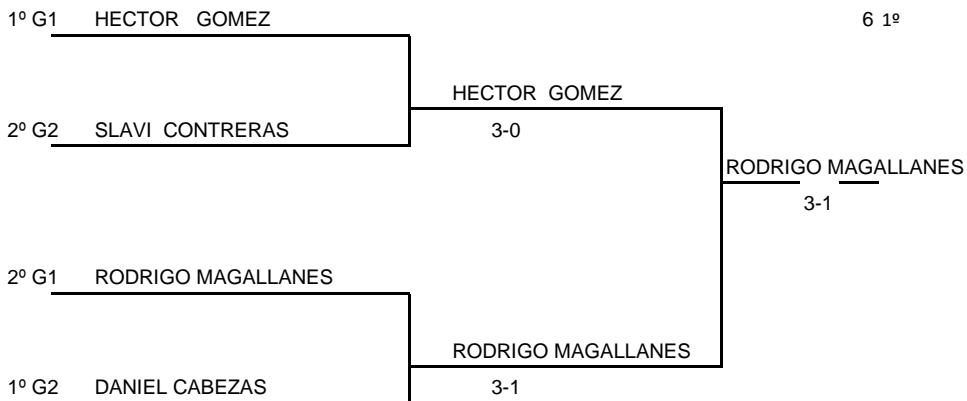 1º G1 HECTOR GOMEZ 6 1º
HECTOR GOMEZ
2º G2 SLAVI CONTRERAS 3-0
RODRIGO MAGALLANES
3-1
2º G1 RODRIGO MAGALLANES
RODRIGO MAGALLANES
1º G2 DANIEL CABEZAS 3-1